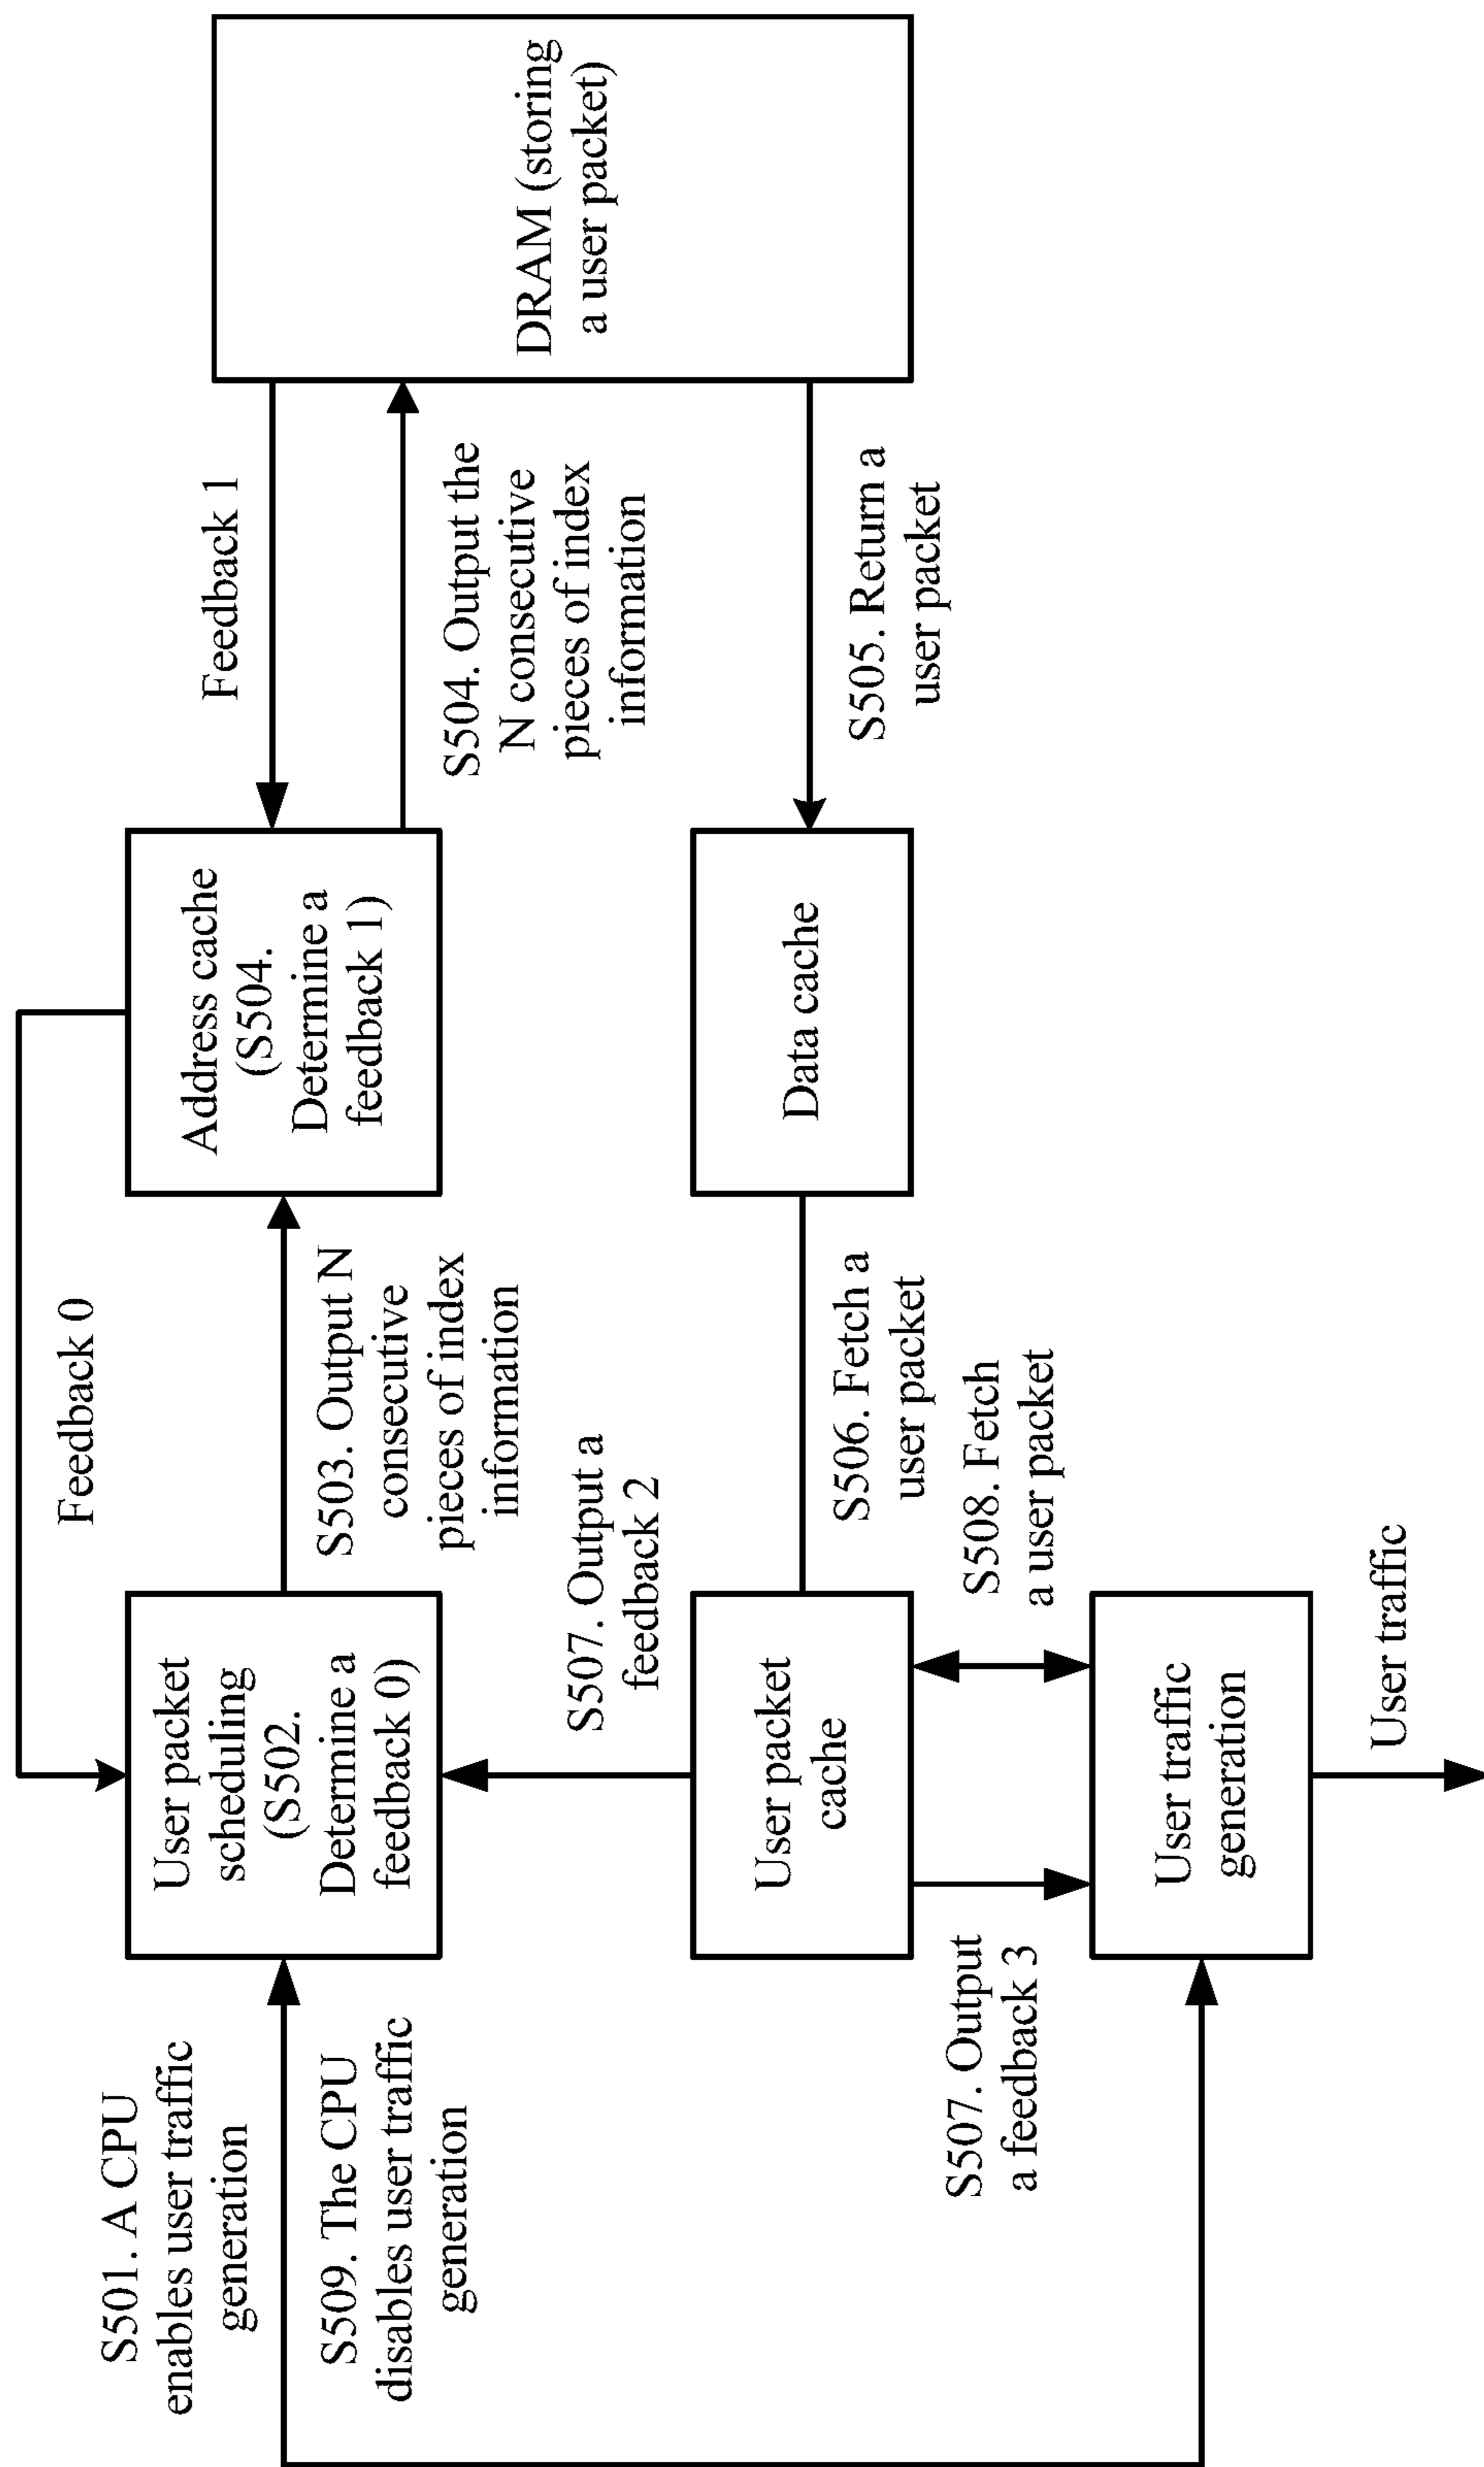 S501. A CPU
enables user traffic
generation
S509. The CPU
disables user traffic
generation
Feedback 0
User packet
scheduling
(S502.
Determine a
feedback 0)
S503. Output N
consecutive
pieces of index
information
Address cache
(S504.
Determine a
feedback 1)
Feedback 1
S504. Output the
N consecutive
pieces of index
information
DRAM (storing
a user packet)
S507. Output a
feedback 2
User packet
cache
S506. Fetch a
user packet
Data cache
S505. Return a
user packet
S507. Output
a feedback 3
S508. Fetch
a user packet
User traffic
generation
User traffic